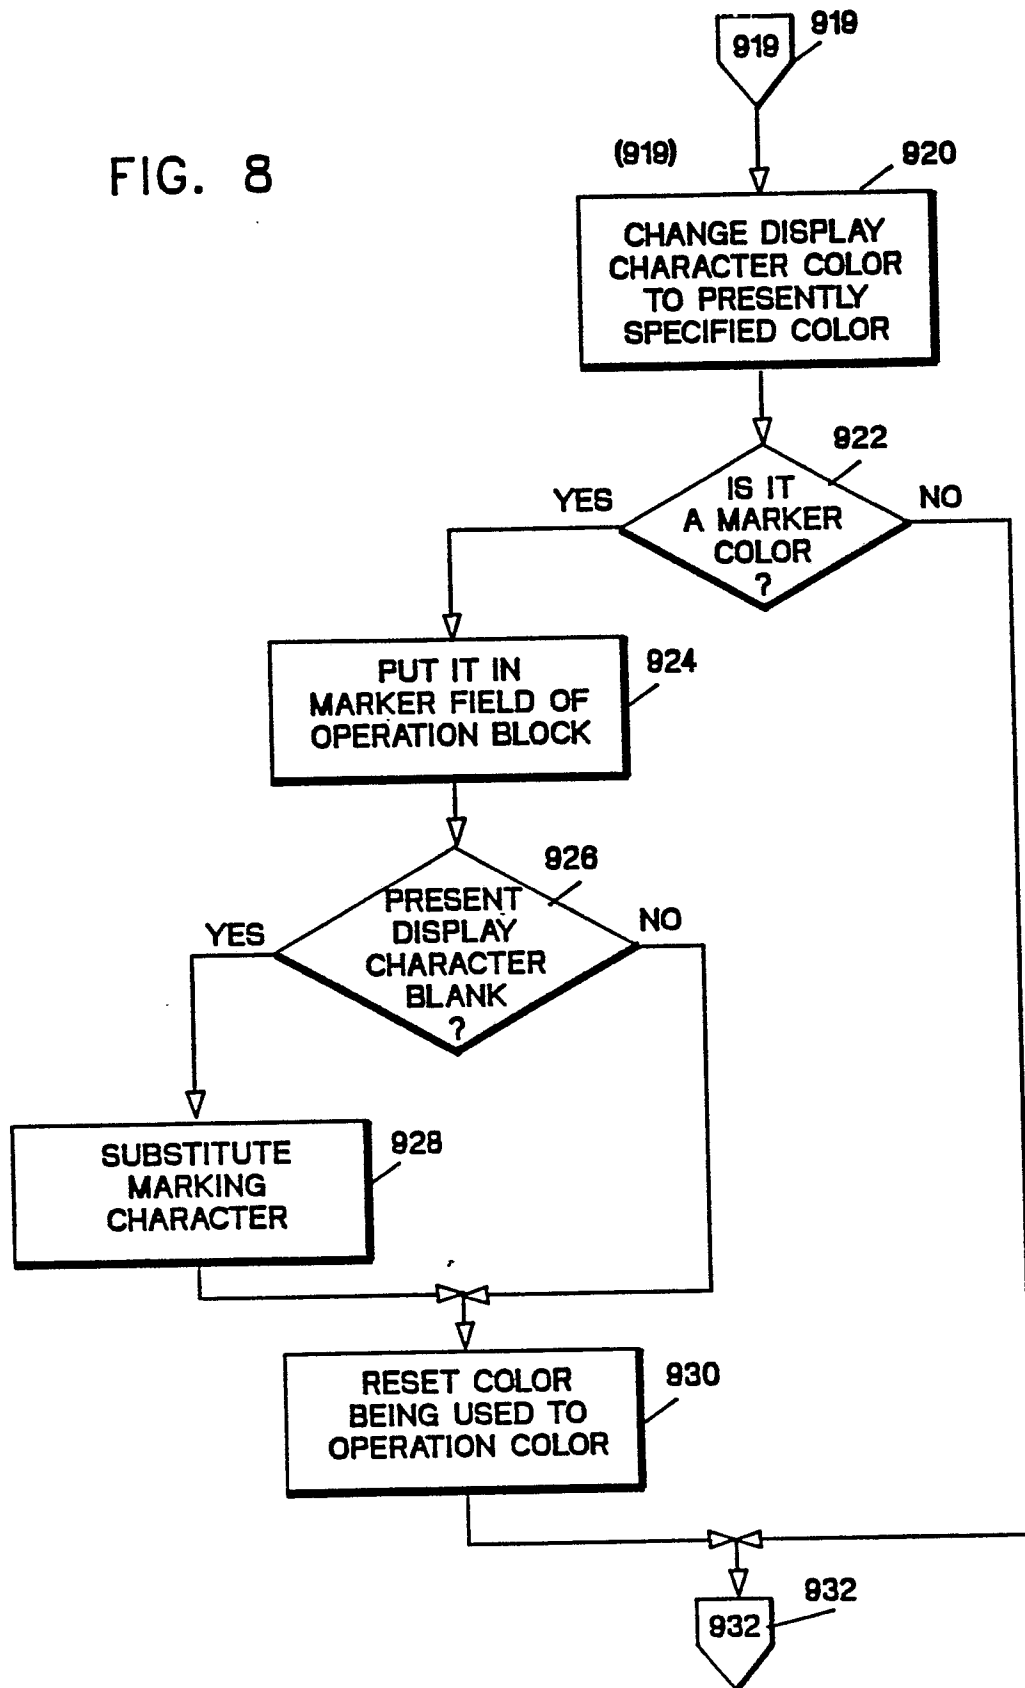 919
919
FIG. 8
(919)
920
CHANGE DISPLAY
CHARACTER COLOR
TO PRESENTLY
SPECIFIED COLOR
922
YES
IS IT
A MARKER
COLOR
?
NO
PUT IT IN
MARKER FIELD OF
OPERATION BLOCK
924
926
YES
PRESENT
DISPLAY
CHARACTER
BLANK
?
NO
SUBSTITUTE
MARKING
CHARACTER
928
RESET COLOR
BEING USED TO
OPERATION COLOR
930
932
932